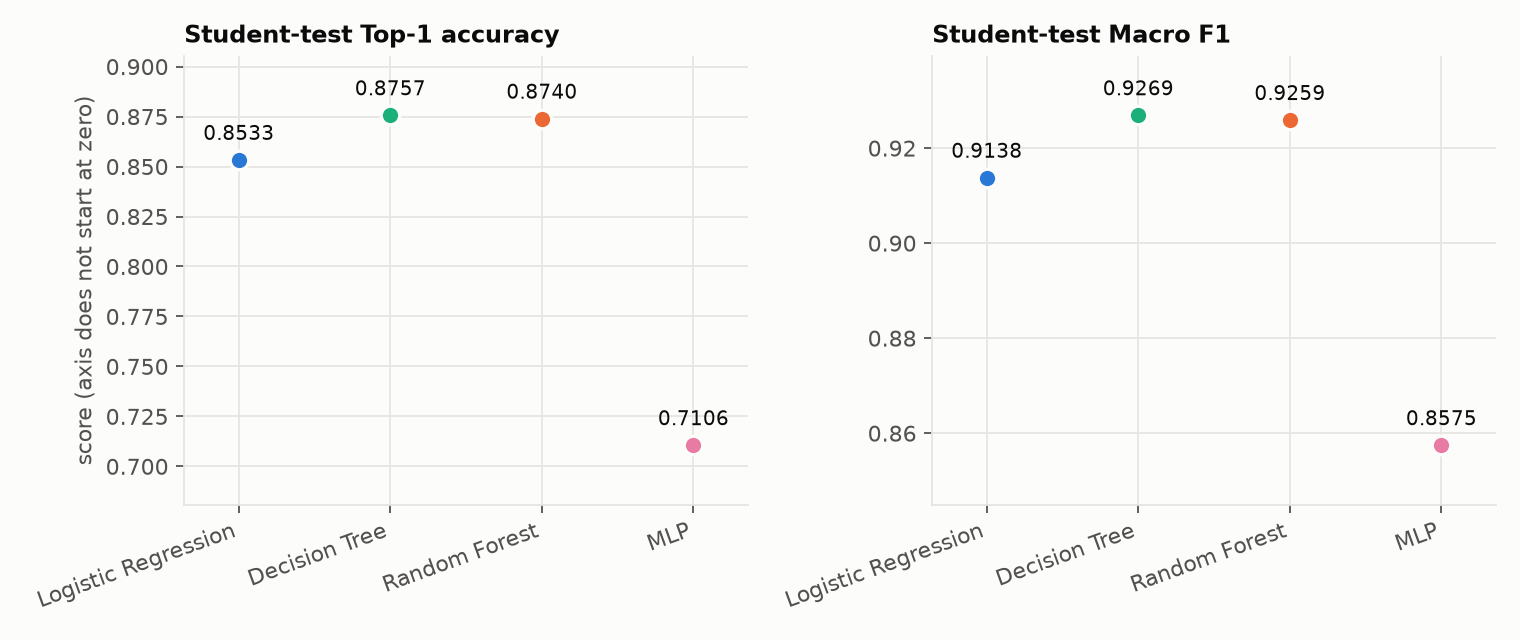 Student-test Top-1 accuracy
score (axis does not start at zero)
0.900
0.875
0.850
0.825
0.800
0.775
0.750
0.725
0.700
0.8533
0.8757
0.8740
0.7106
Logistic Regression
Decision Tree
Random Forest
MLP
Student-test Macro F1
0.92
0.90
0.88
0.86
0.9138
0.9269
0.9259
0.8575
Logistic Regression
Decision Tree
Random Forest
MLP